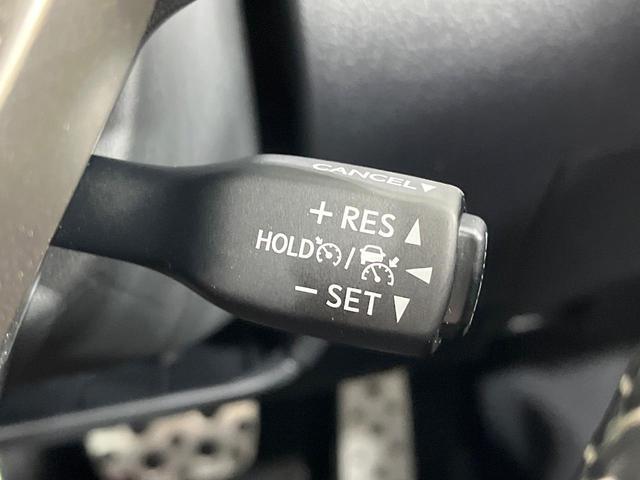 CANCEL▼
+ RES ▲
HOLD / ◀
− SET ▼